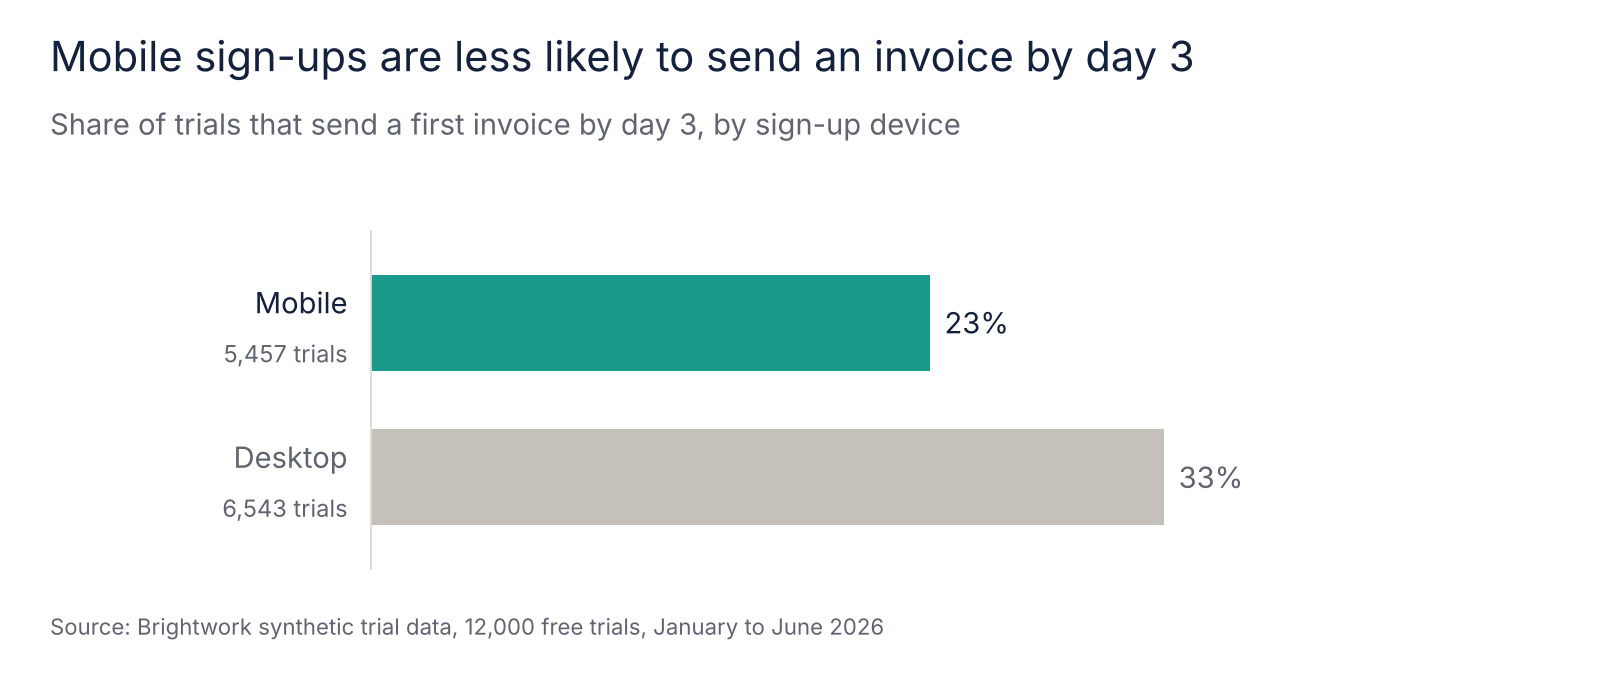 Mobile sign-ups are less likely to send an invoice by day 3
Share of trials that send a first invoice by day 3, by sign-up device
Mobile
5,457 trials
23%
Desktop
6,543 trials
33%
Source: Brightwork synthetic trial data, 12,000 free trials, January to June 2026